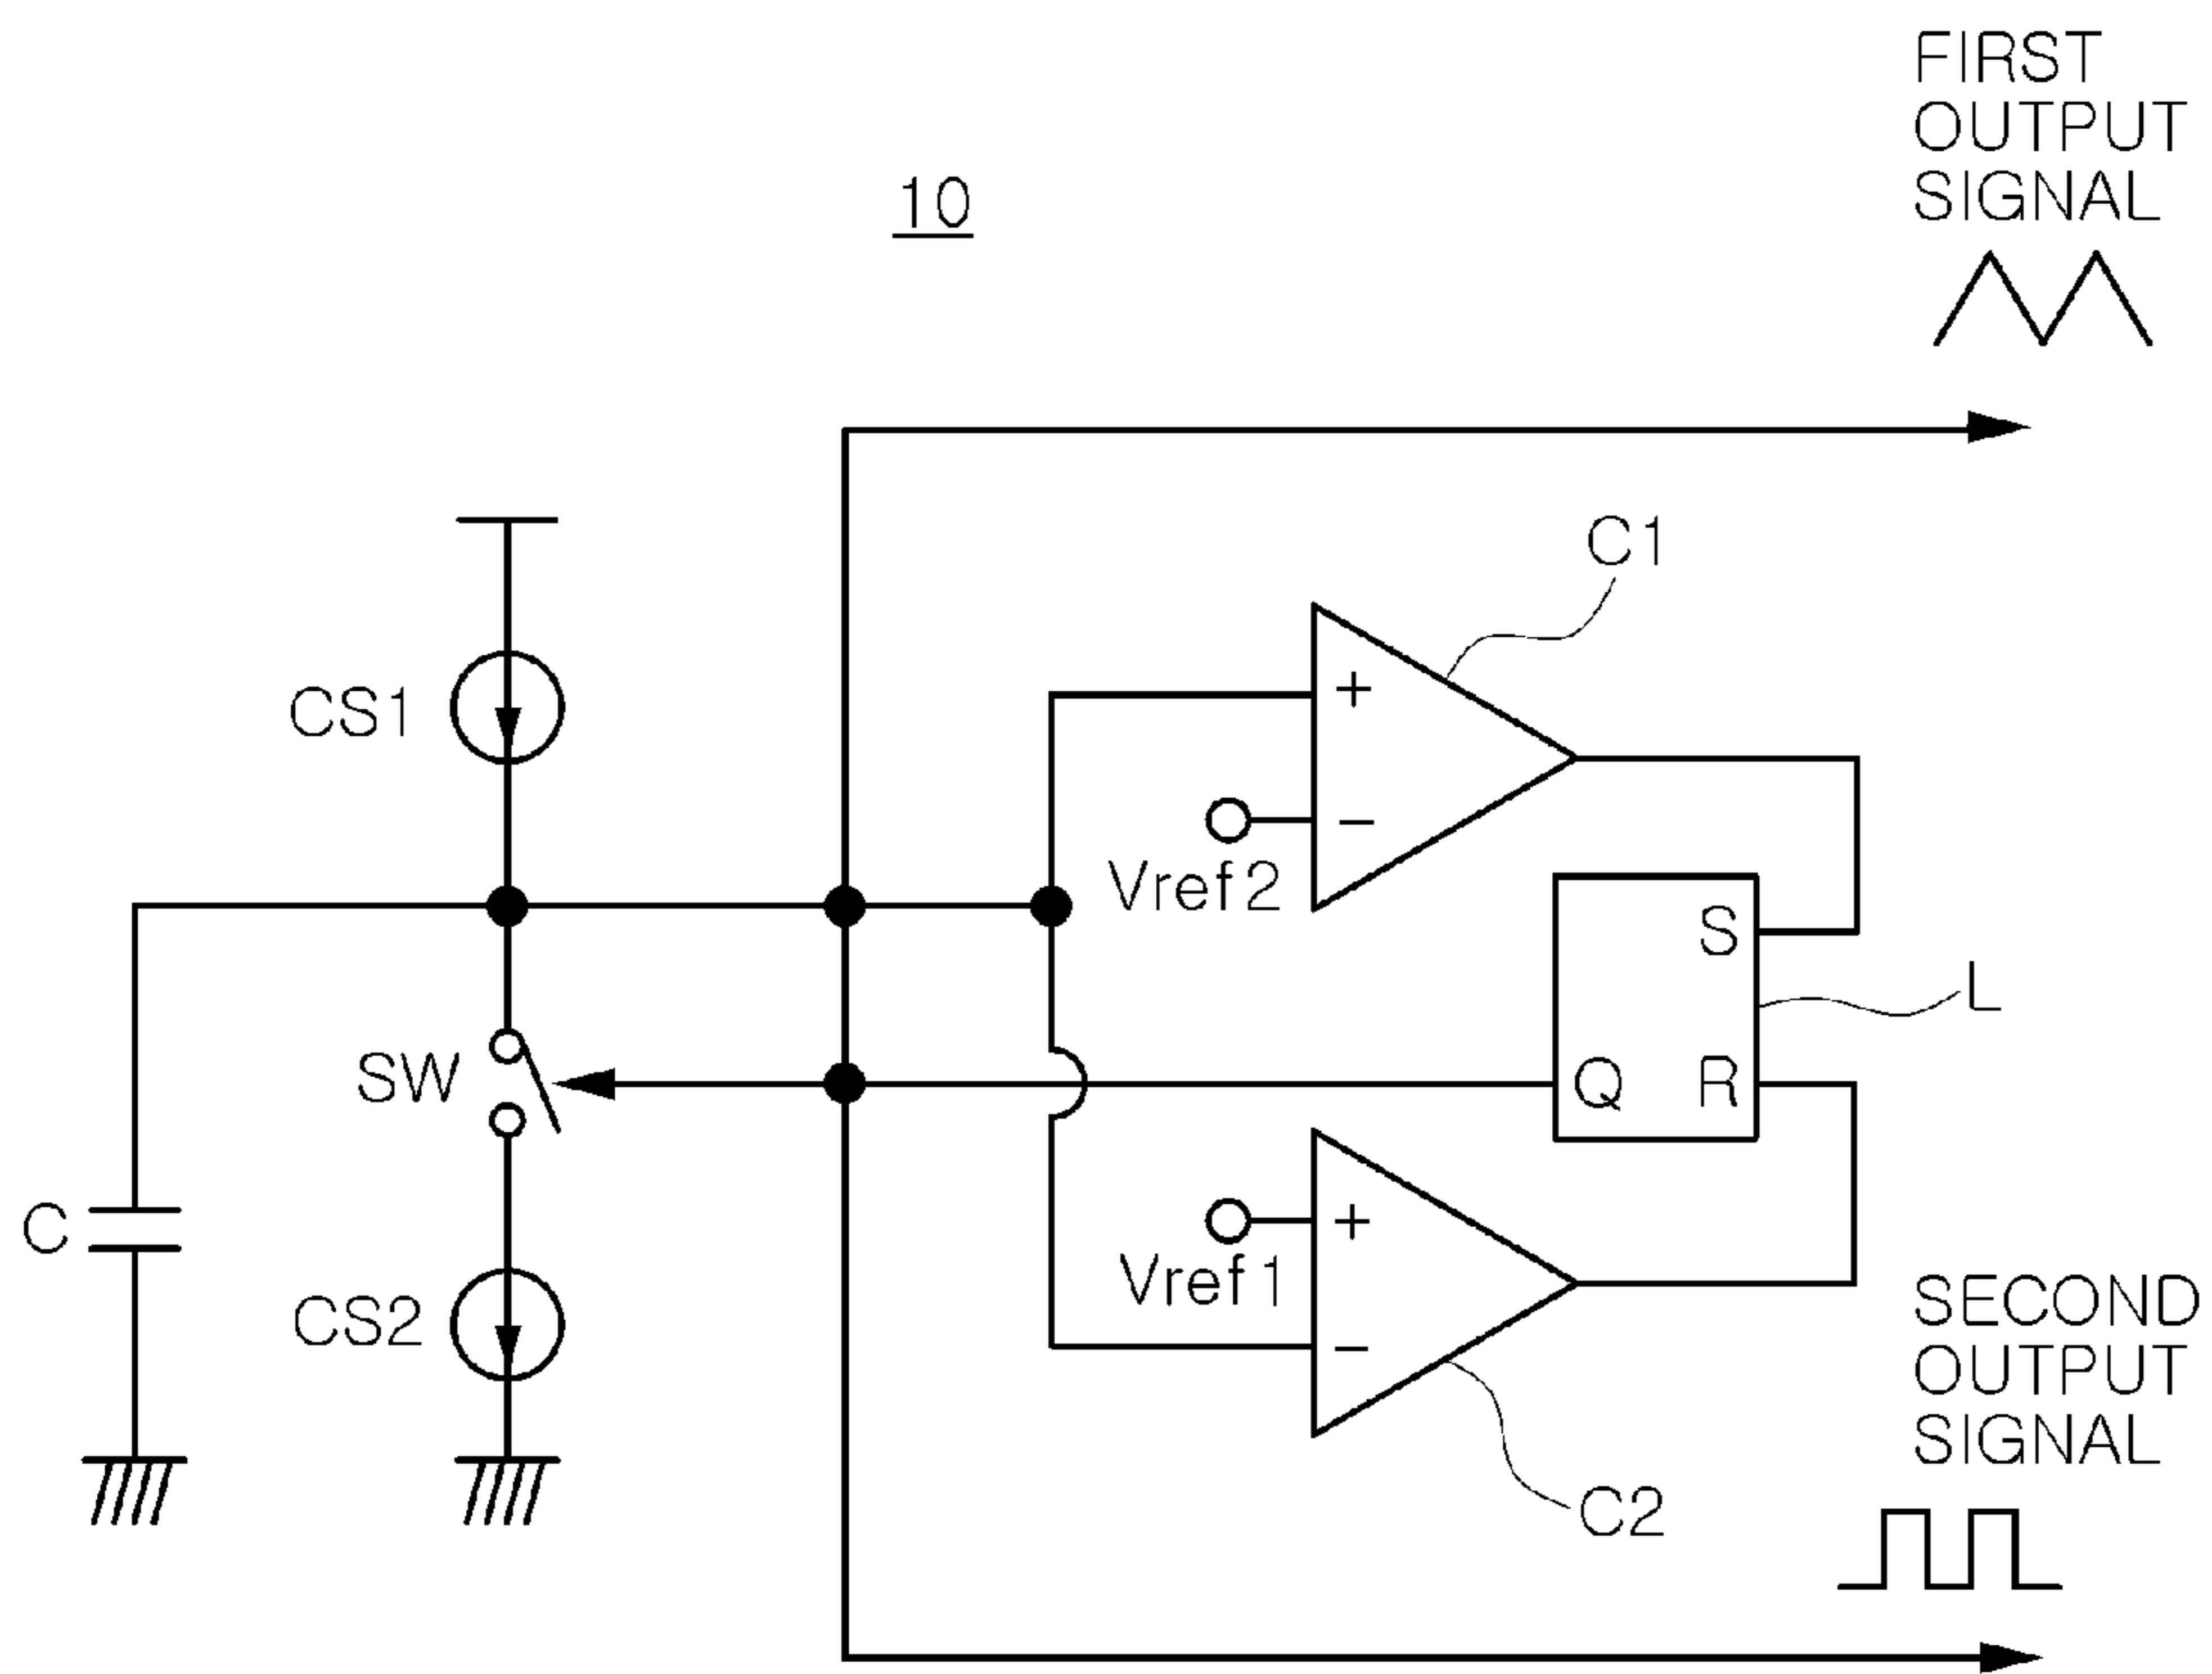 FIRST
OUTPUT
SIGNAL
10
C1
CS1
+
−
Vref2
S
L
SW
Q R
C
+
Vref1
−
CS2
SECOND
OUTPUT
SIGNAL
C2